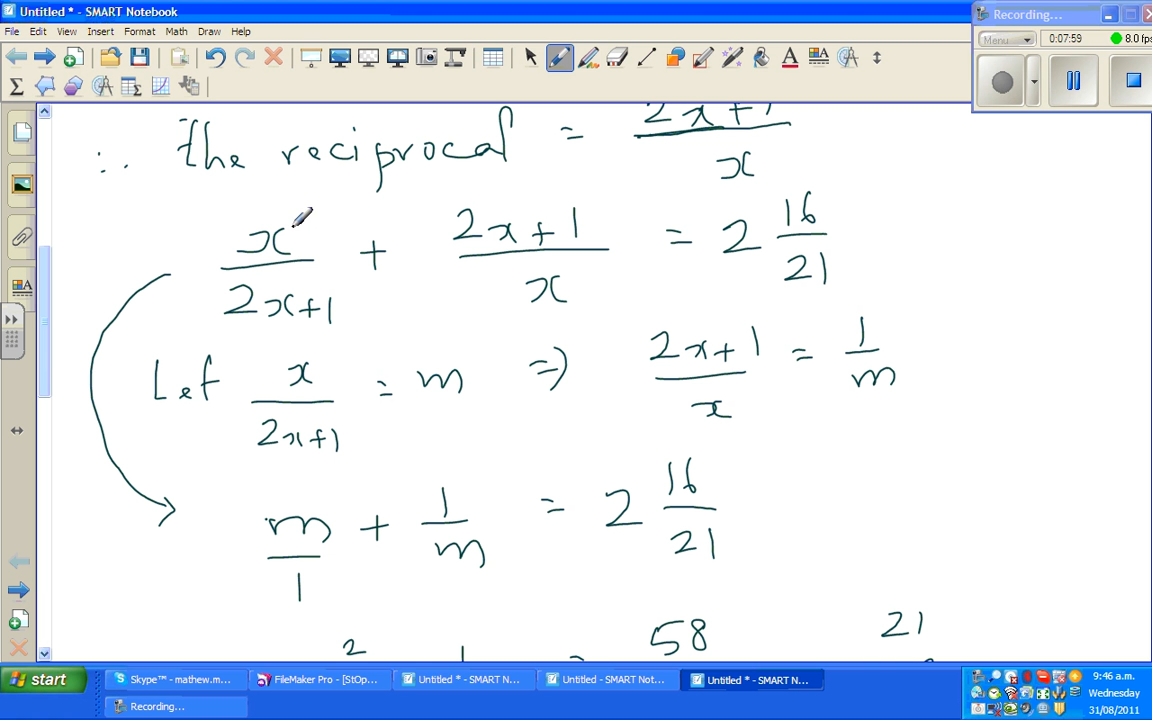 Untitled * - SMART Notebook
Recording...
File Edit View Insert Format Math Draw Help
Menu 0:07:59 8.0 fps
∴ The reciprocal = 2x+1 / x
x / 2x+1 + 2x+1 / x = 2 16/21
Let x / 2x+1 = m ⇒ 2x+1 / x = 1/m
m/1 + 1/m = 2 16/21
58 21
2 1 =
start Skype™ - mathew.m... FileMaker Pro - [StOp... Untitled * - SMART N... Untitled - SMART Not... Untitled * - SMART N... 9:46 a.m.
Wednesday
Recording... 31/08/2011